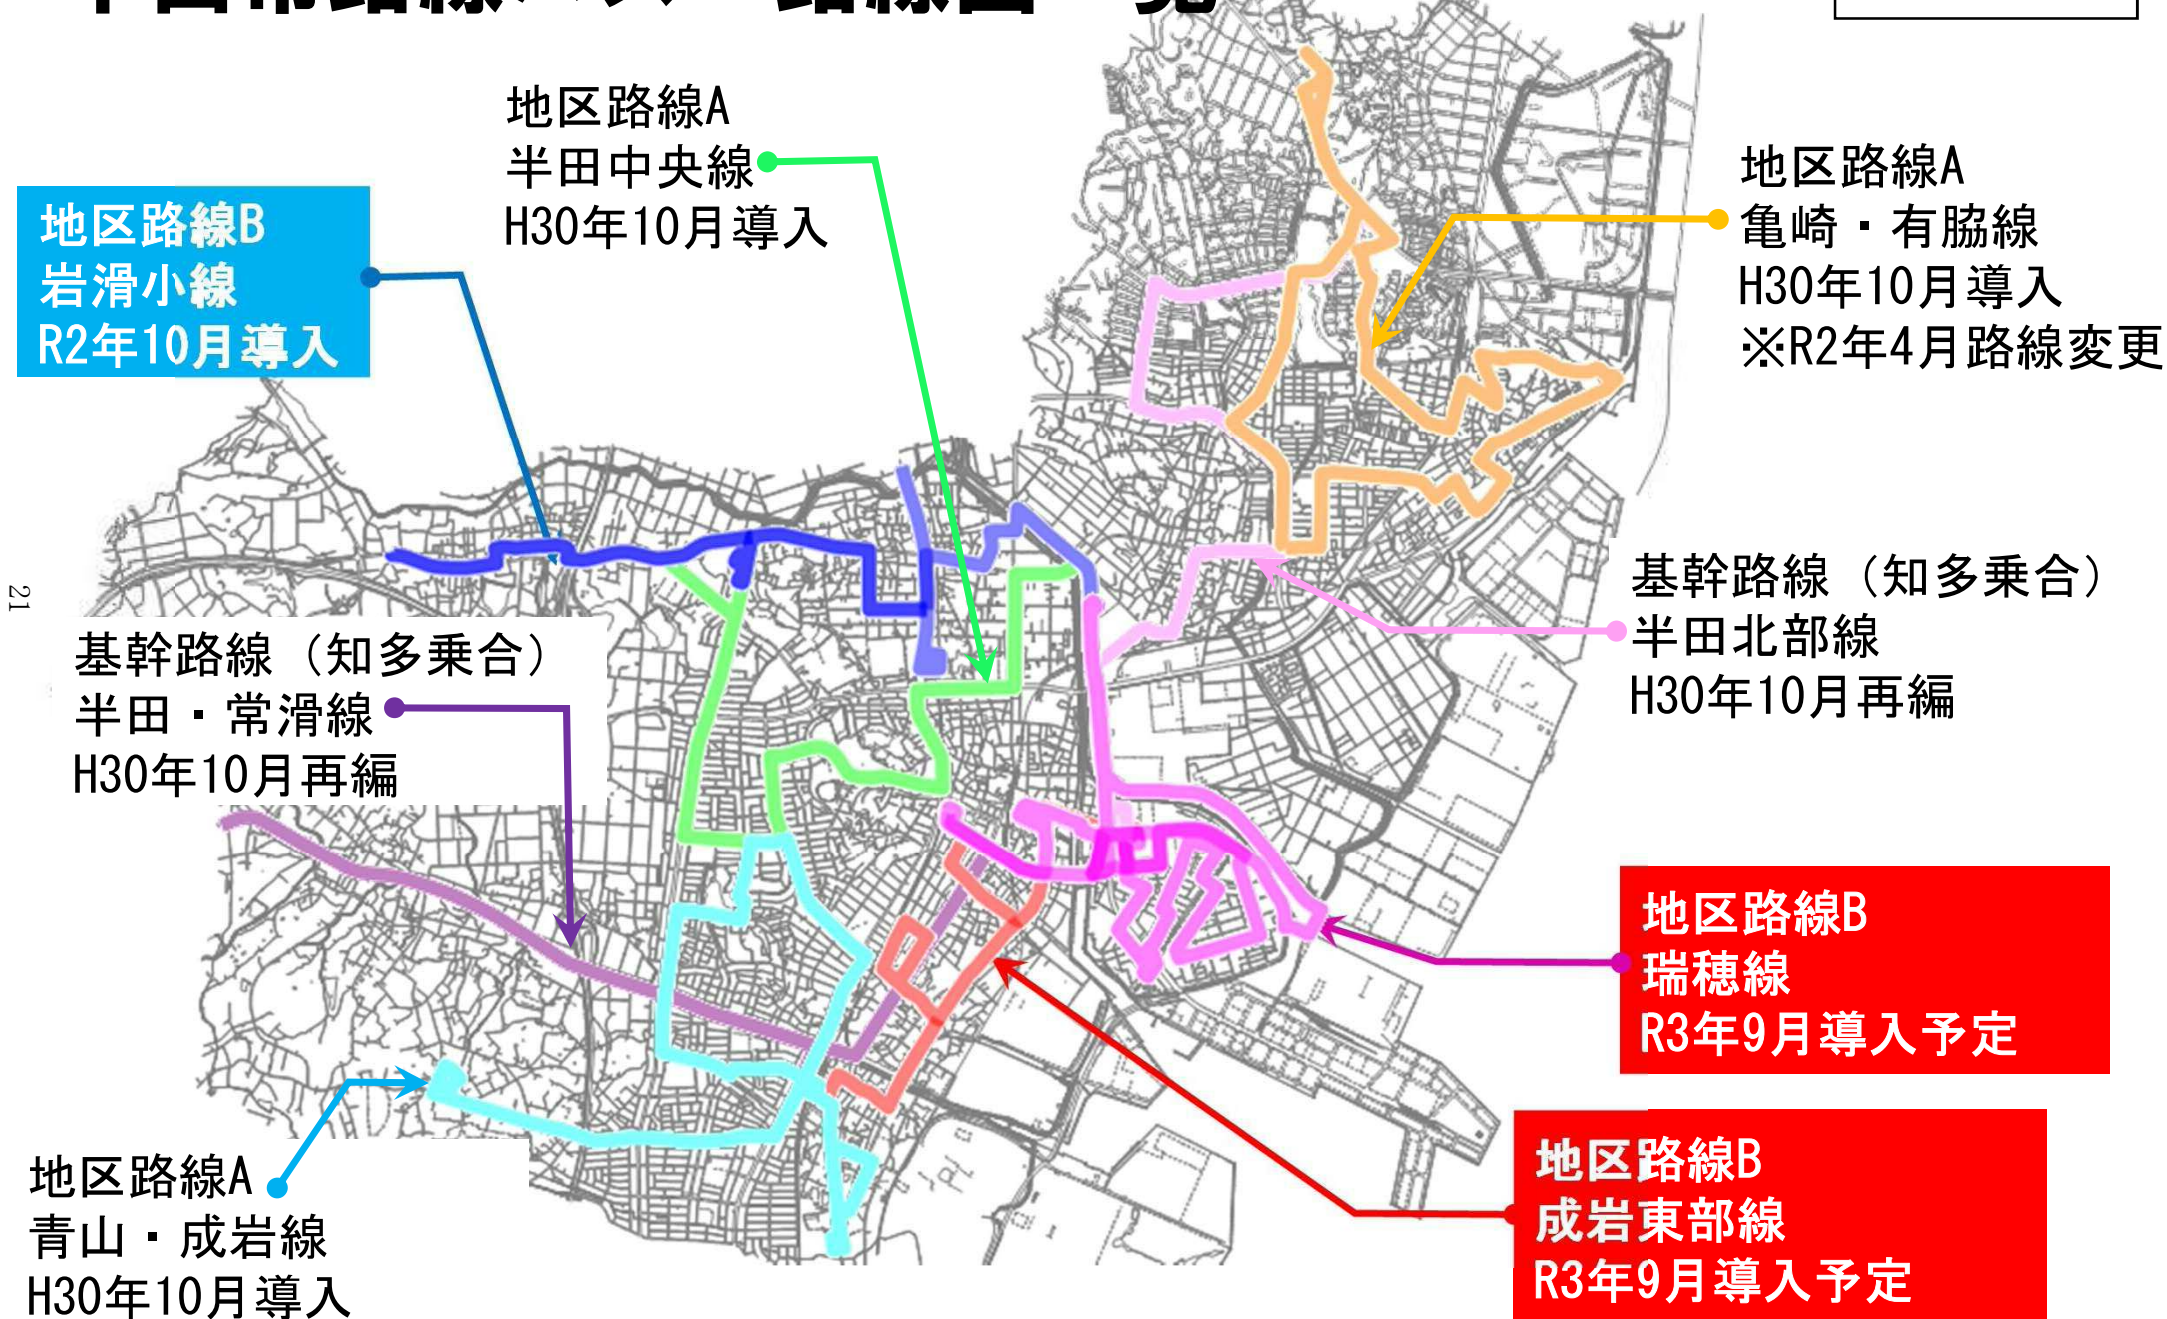 地区路線A
半田中央線
H30年10月導入
地区路線A
亀崎・有脇線
H30年10月導入
※R2年4月路線変更
地区路線B
岩滑小線
R2年10月導入
基幹路線（知多乗合）
半田北部線
H30年10月再編
21
基幹路線（知多乗合）
半田・常滑線
H30年10月再編
地区路線B
瑞穂線
R3年9月導入予定
地区路線B
成岩東部線
R3年9月導入予定
地区路線A
青山・成岩線
H30年10月導入